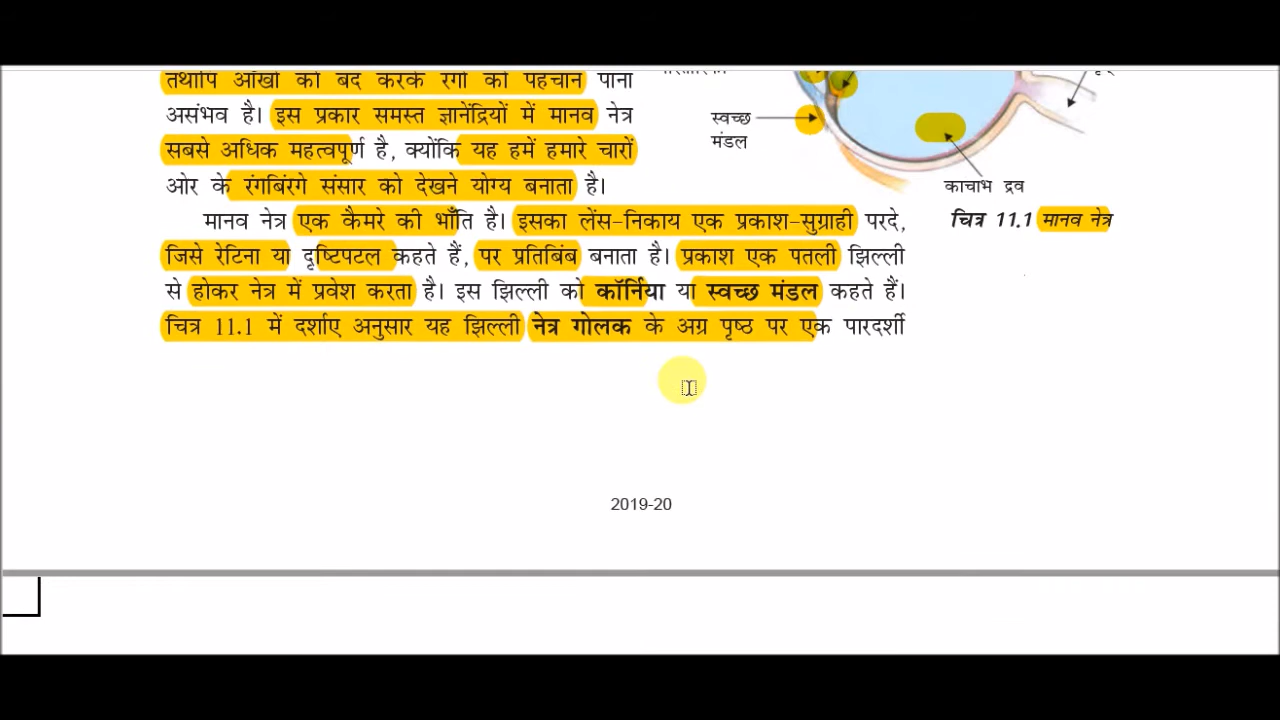 तथापि आँखों को बंद करके रंगों को पहचान पाना
असंभव है। इस प्रकार समस्त ज्ञानेंद्रियों में मानव नेत्र
सबसे अधिक महत्वपूर्ण है, क्योंकि यह हमें हमारे चारों
ओर के रंगबिरंगे संसार को देखने योग्य बनाता है।
स्वच्छ
मंडल
काचाभ द्रव
चित्र 11.1 मानव नेत्र
मानव नेत्र एक कैमरे की भाँति है। इसका लेंस-निकाय एक प्रकाश-सुग्राही परदे,
जिसे रेटिना या दृष्टिपटल कहते हैं, पर प्रतिबिंब बनाता है। प्रकाश एक पतली झिल्ली
से होकर नेत्र में प्रवेश करता है। इस झिल्ली को कॉर्निया या स्वच्छ मंडल कहते हैं।
चित्र 11.1 में दर्शाए अनुसार यह झिल्ली नेत्र गोलक के अग्र पृष्ठ पर एक पारदर्शी
2019-20